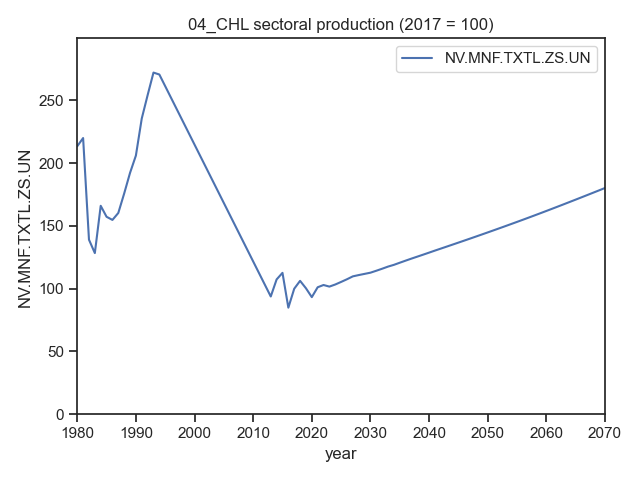 04_CHL sectoral production (2017 = 100)
NV.MNF.TXTL.ZS.UN
NV.MNF.TXTL.ZS.UN
250
200
150
100
50
0
1980 1990 2000 2010 2020 2030 2040 2050 2060 2070
year